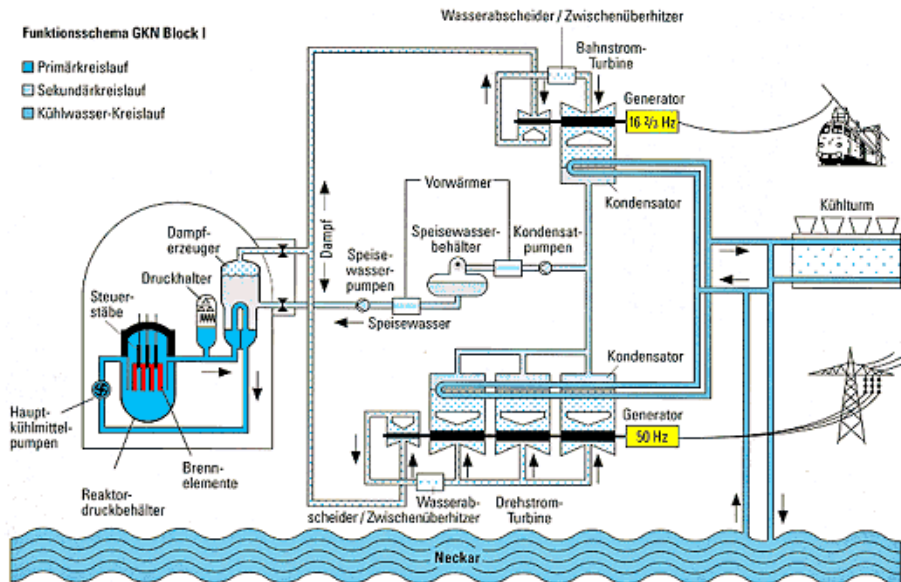 Funktionsschema GKN Block I
Primärkreislauf
Sekundärkreislauf
Kühlwasser-Kreislauf
Wasserabscheider / Zwischenüberhitzer
Bahnstrom-
Turbine
Generator
16 2/3 Hz
Kondensator
Kühlturm
Vorwärmer
Dampf
Speisewasser-
behälter
Kondensat-
pumpen
Speise-
wasser-
pumpen
Speisewasser
Dampf-
erzeuger
Druckhalter
Steuer-
stäbe
Haupt-
kühlmittel-
pumpen
Reaktor-
druckbehälter
Brenn-
elemente
Kondensator
Generator
50 Hz
Wasserab-
scheider / Zwischenüberhitzer
Drehstrom-
Turbine
Neckar